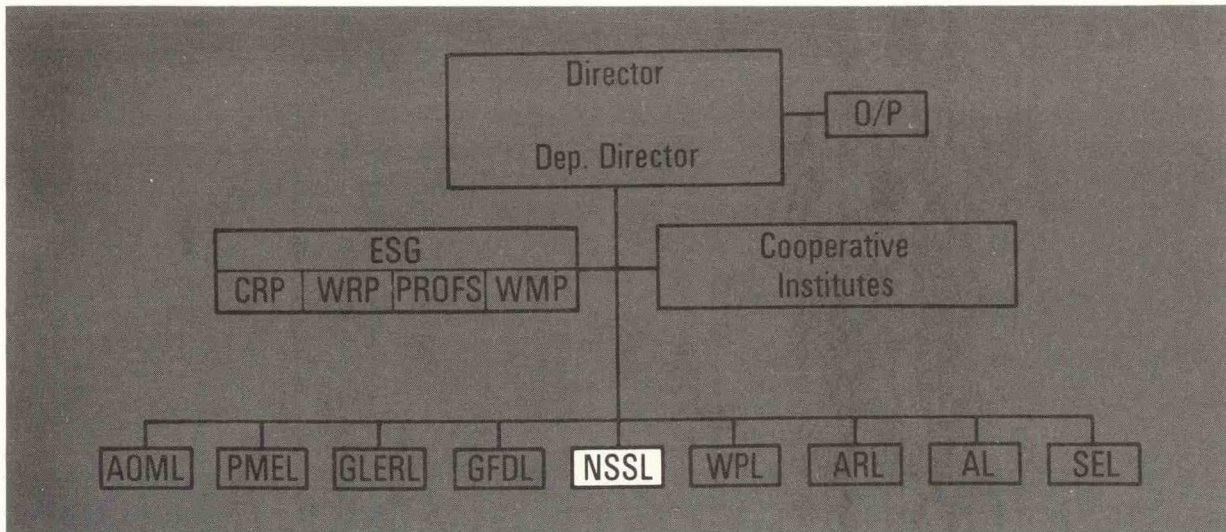 Director
O/P
Dep. Director
ESG
CRP WRP PROFS WMP
Cooperative
Institutes
AOML PMEL GLERL GFDL NSSL WPL ARL AL SEL